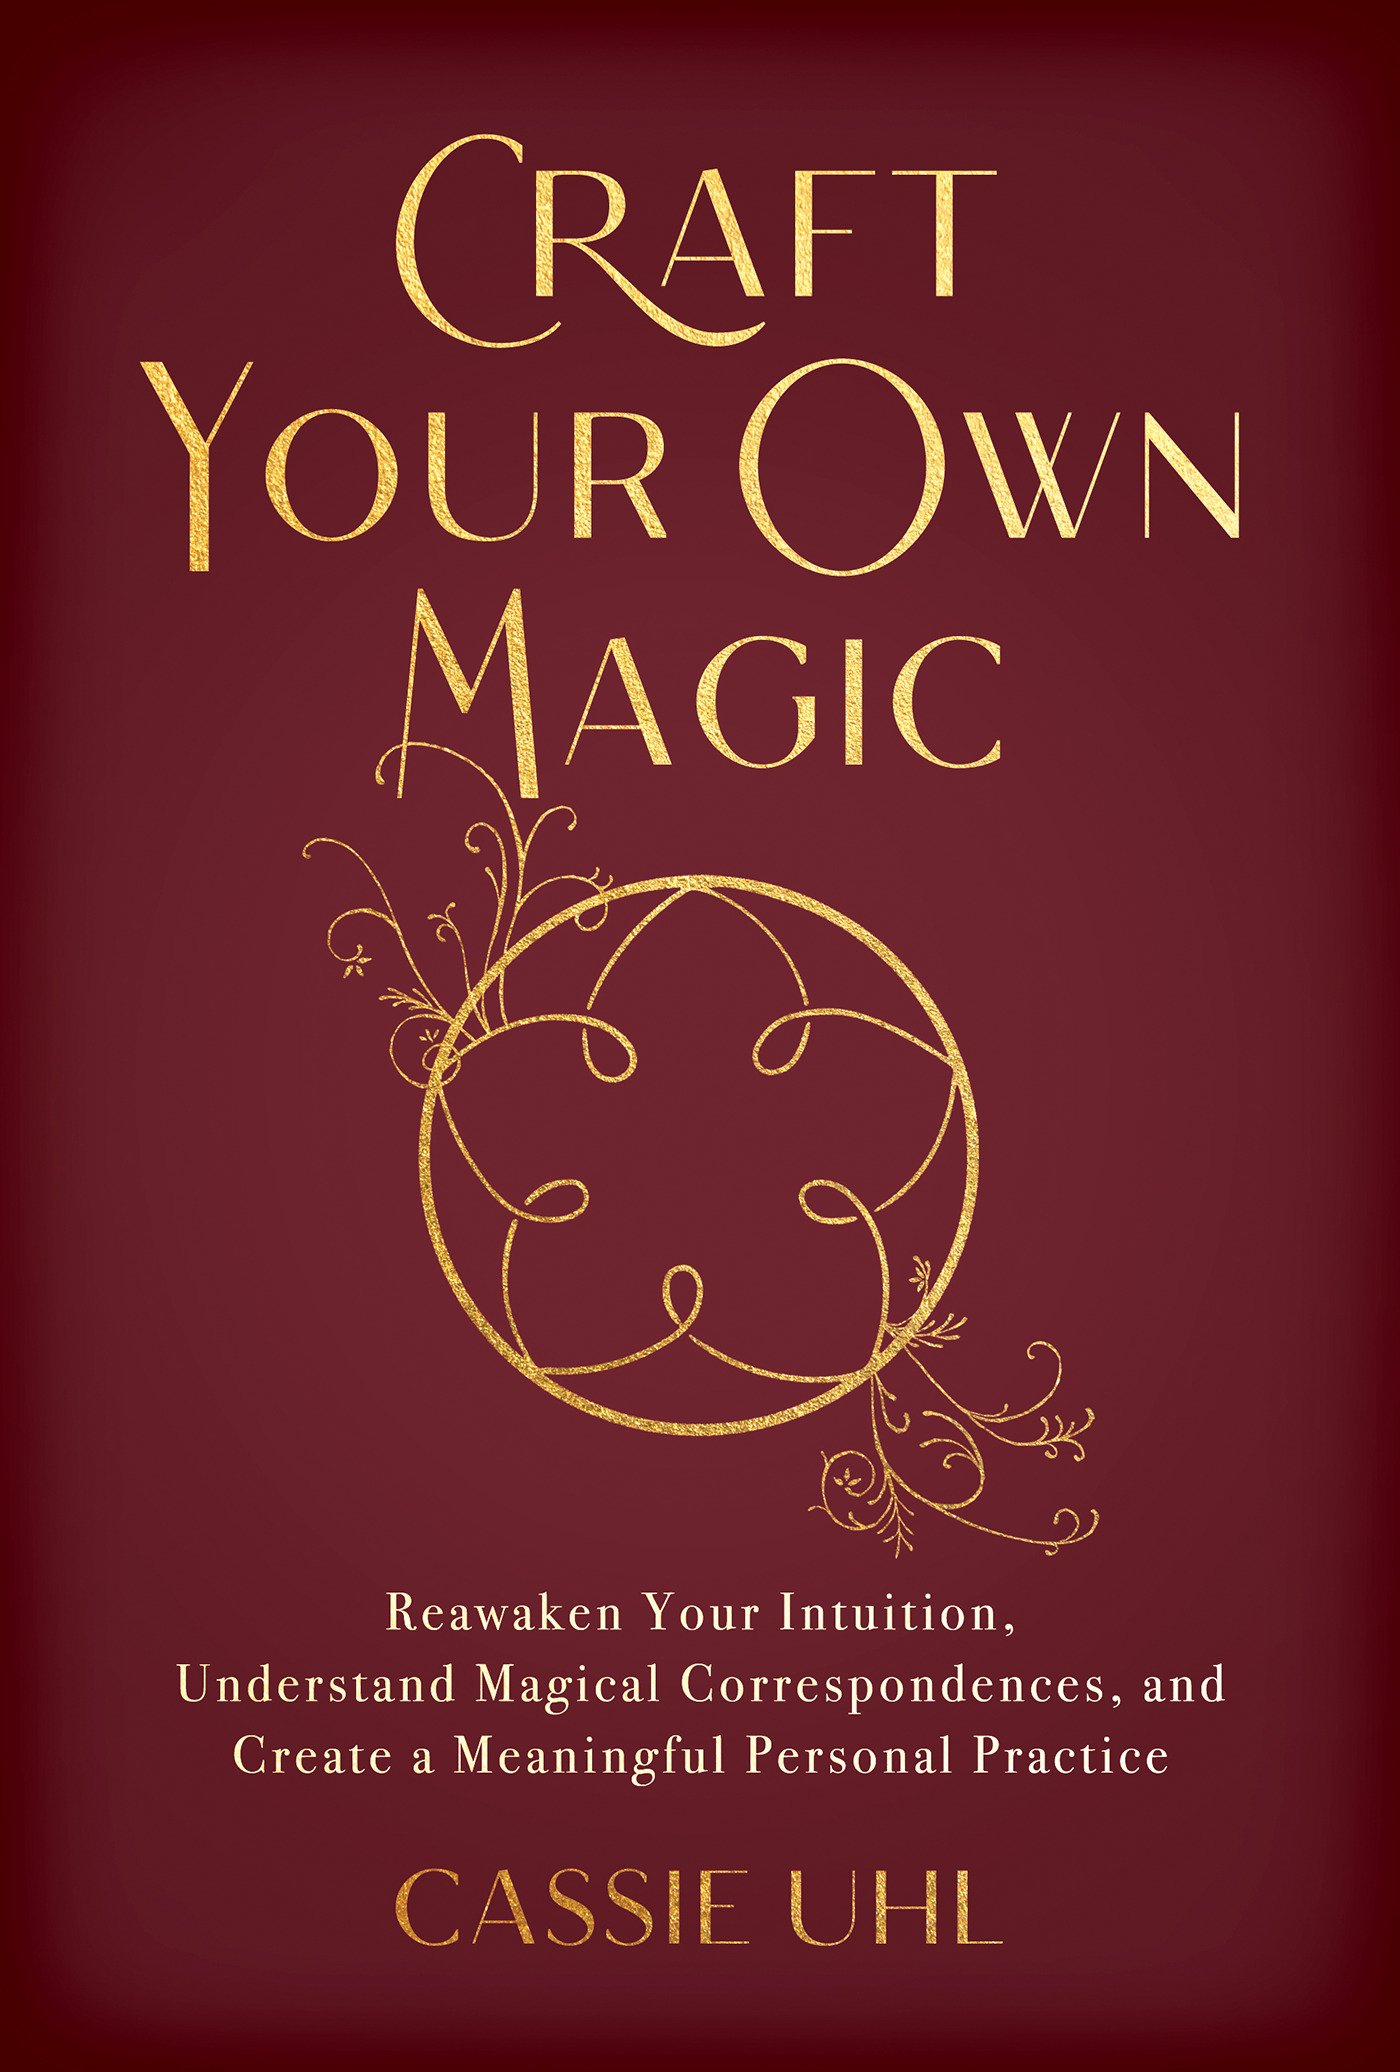 CRAFT
YOUR OWN
MAGIC
Reawaken Your Intuition,
Understand Magical Correspondences, and
Create a Meaningful Personal Practice
CASSIE UHL